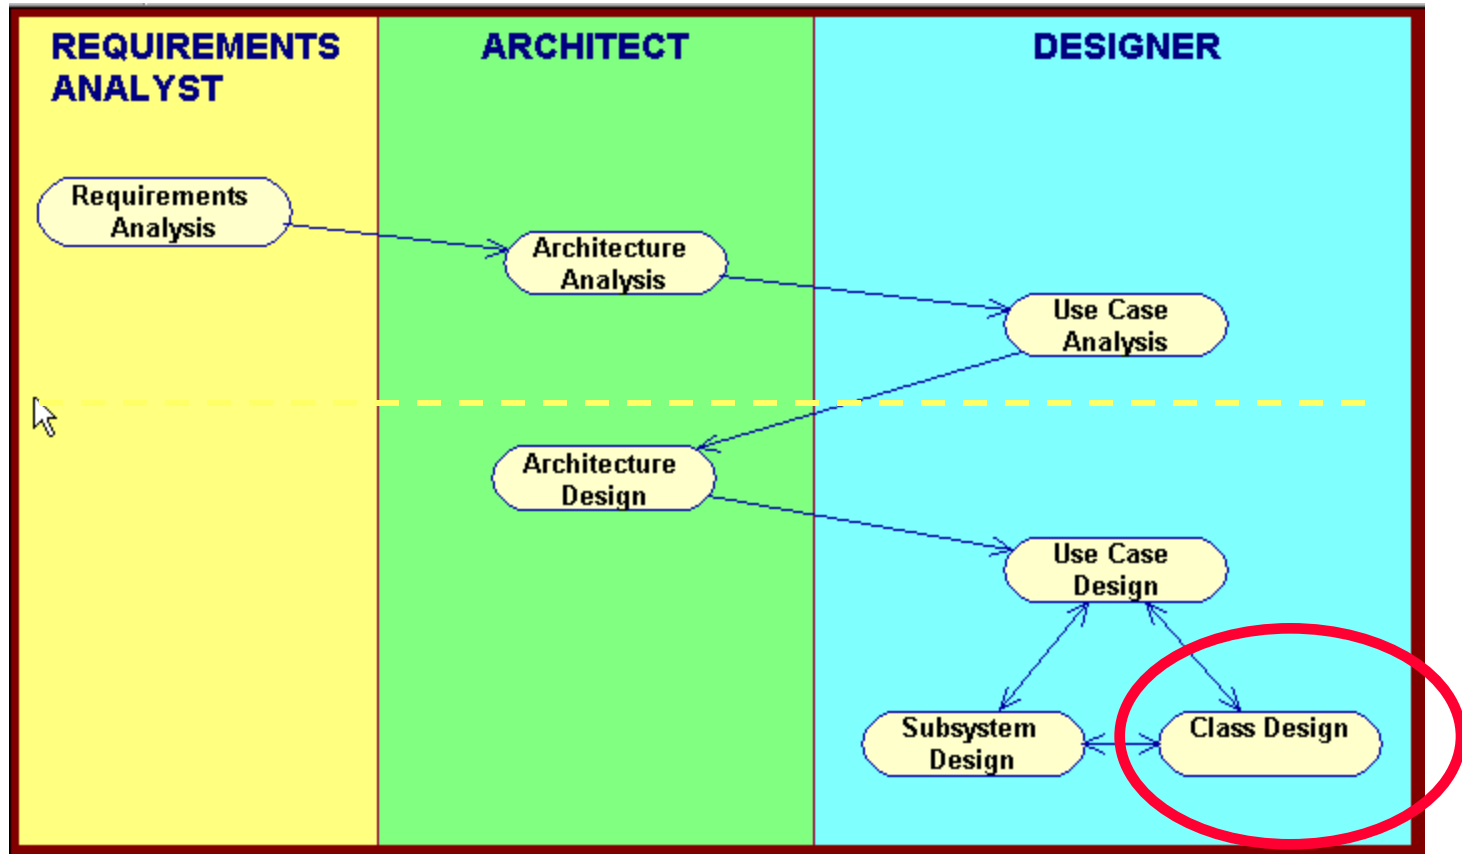 REQUIREMENTS
ANALYST
ARCHITECT
DESIGNER
Requirements
Analysis
Architecture
Analysis
Use Case
Analysis
Architecture
Design
Use Case
Design
Subsystem
Design
Class Design